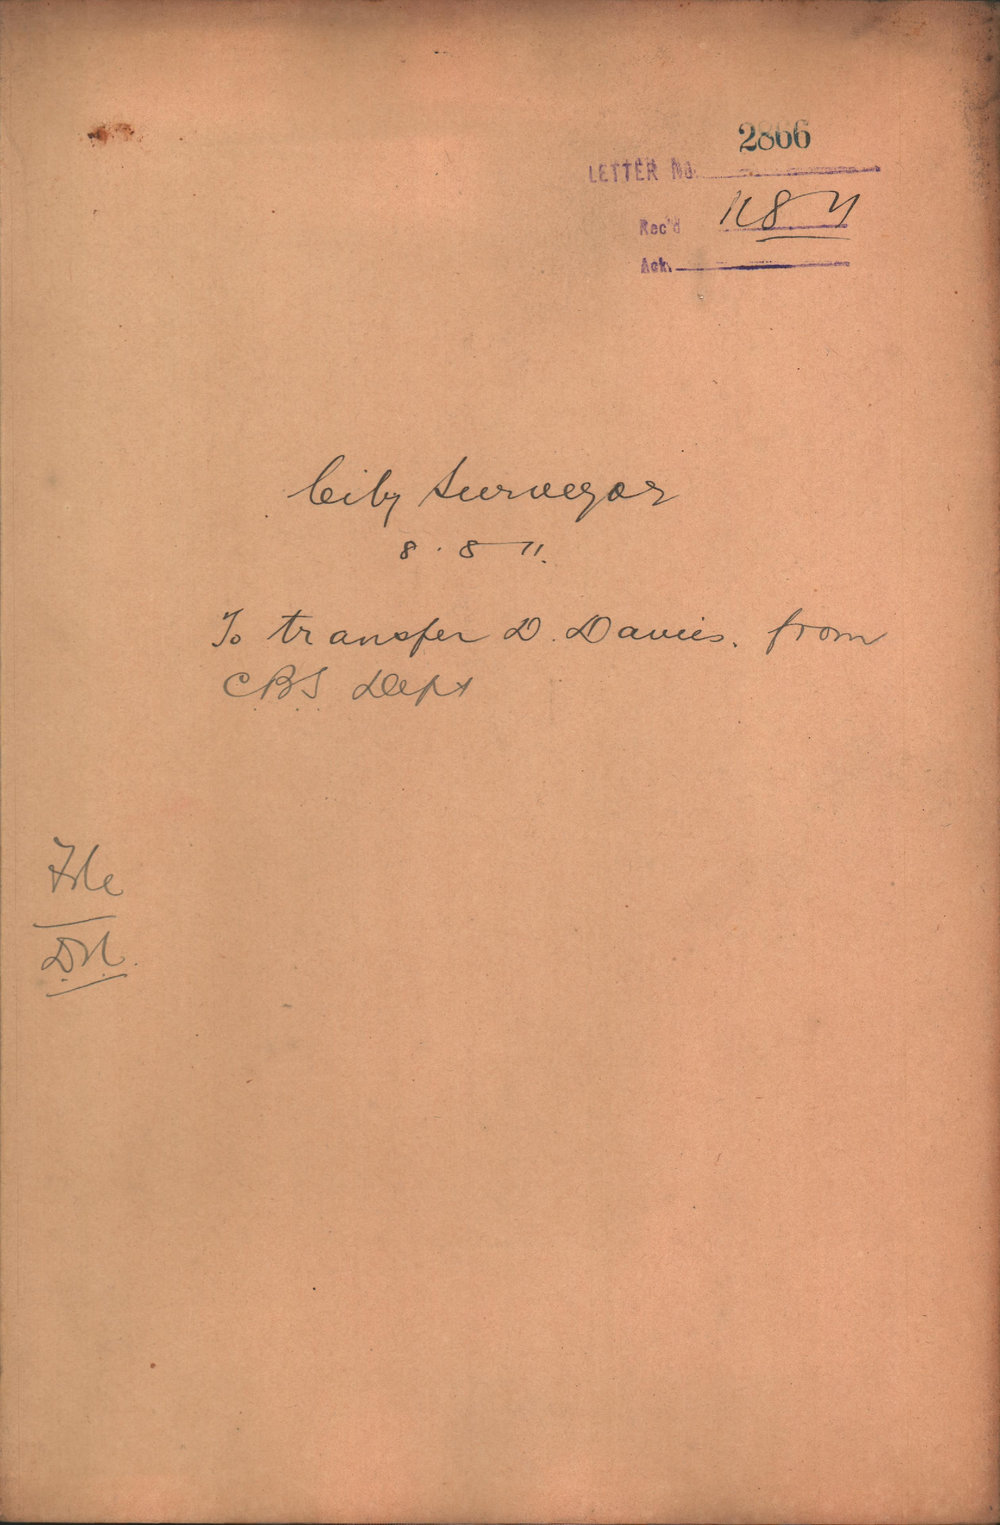 2866
LETTER No.
Rec'd 11 8 11
Ack.
City Surveyor
8.8 11.
To transfer D. Davies. from
CBS Dept
File